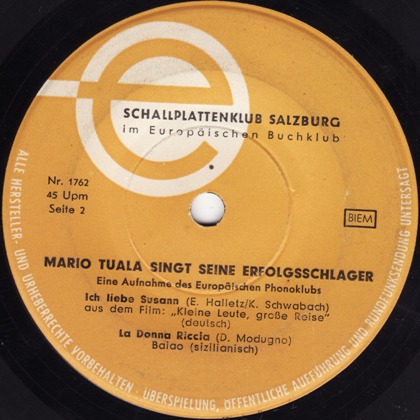 SCHALLPLATTENKLUB SALZBURG
im Europäischen Buchklub
Nr. 1762
45 Upm
Seite 2
BIEM
MARIO TUALA SINGT SEINE ERFOLGSSCHLAGER
Eine Aufnahme des Europäischen Phonoklubs
Ich liebe Susann (E. Halletz/K. Schwabach)
aus dem Film: „Kleine Leute, große Reise"
(deutsch)
La Donna Riccia (D. Modugno)
Baiao (sizilianisch)
ALLE HERSTELLER- UND URHEBERRECHTE VORBEHALTEN · ÜBERSPIELUNG, ÖFFENTLICHE AUFFÜHRUNG UND RUNDFUNKSENDUNG UNTERSAGT